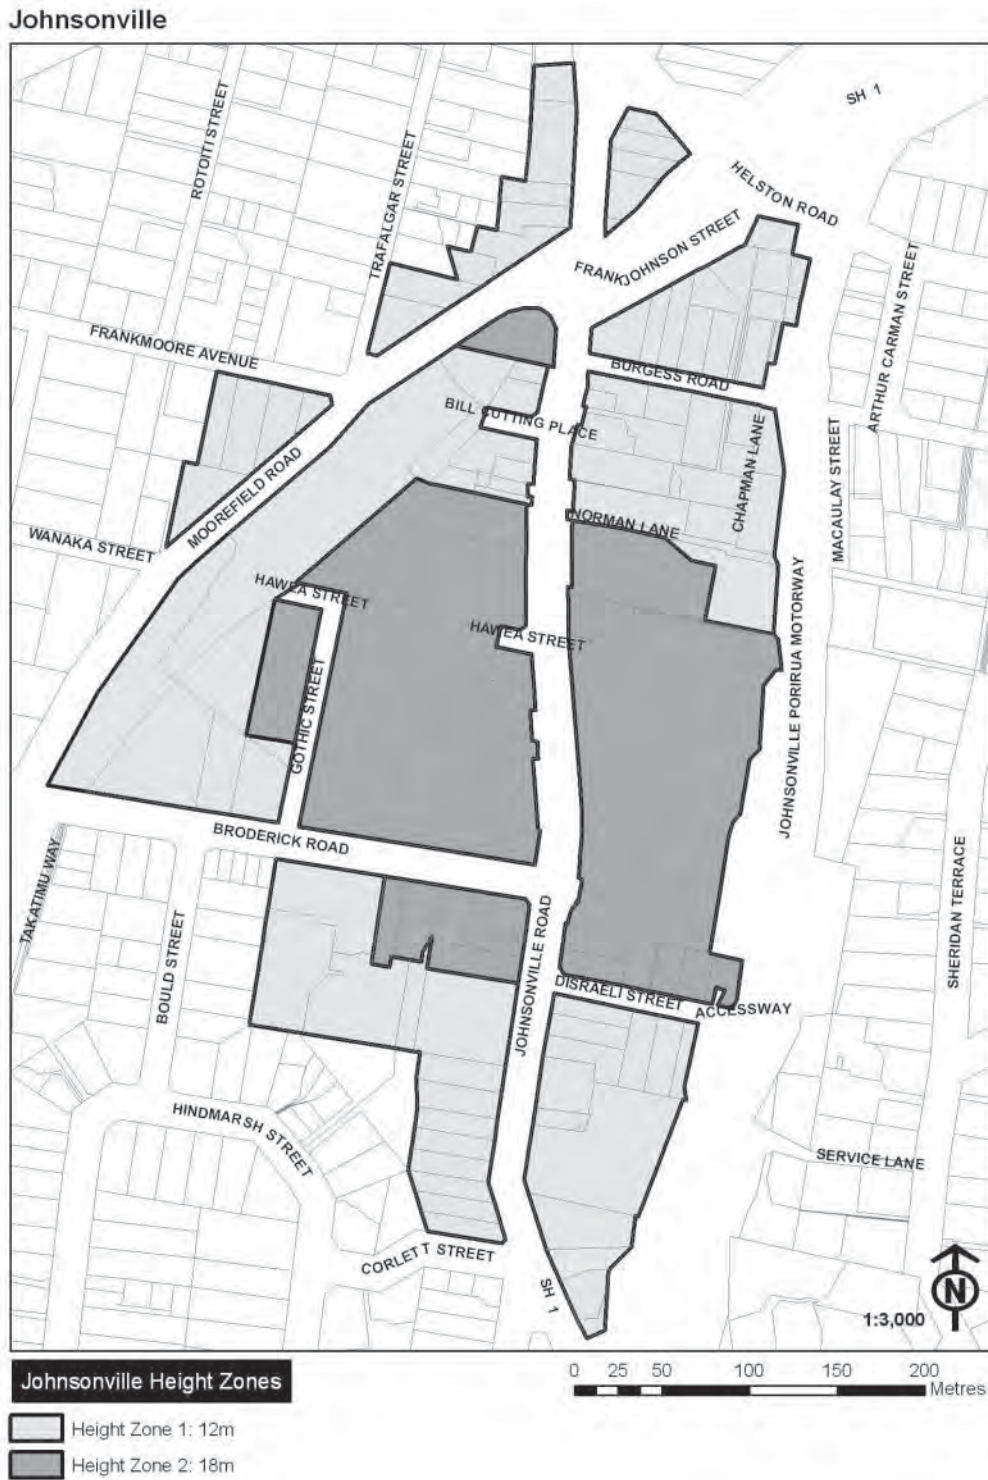 Johnsonville
SH 1
ROTOITI STREET
TRAFALGAR STREET
HELSTON ROAD
FRANK JOHNSON STREET
ARTHUR CARMAN STREET
FRANKMOORE AVENUE
BURGESS ROAD
BILL CUTTING PLACE
CHAPMAN LANE
MACAULAY STREET
MOOREFIELD ROAD
NORMAN LANE
WANAKA STREET
HAWEA STREET
HAWEA STREET
JOHNSONVILLE PORIRUA MOTORWAY
GOTHIC STREET
BRODERICK ROAD
TAKATIMU WAY
SHERIDAN TERRACE
BOULD STREET
JOHNSONVILLE ROAD
DISRAELI STREET
ACCESSWAY
HINDMARSH STREET
SERVICE LANE
CORLETT STREET
SH 1
N
1:3,000
Johnsonville Height Zones
0 25 50 100 150 200
Metres
Height Zone 1: 12m
Height Zone 2: 18m